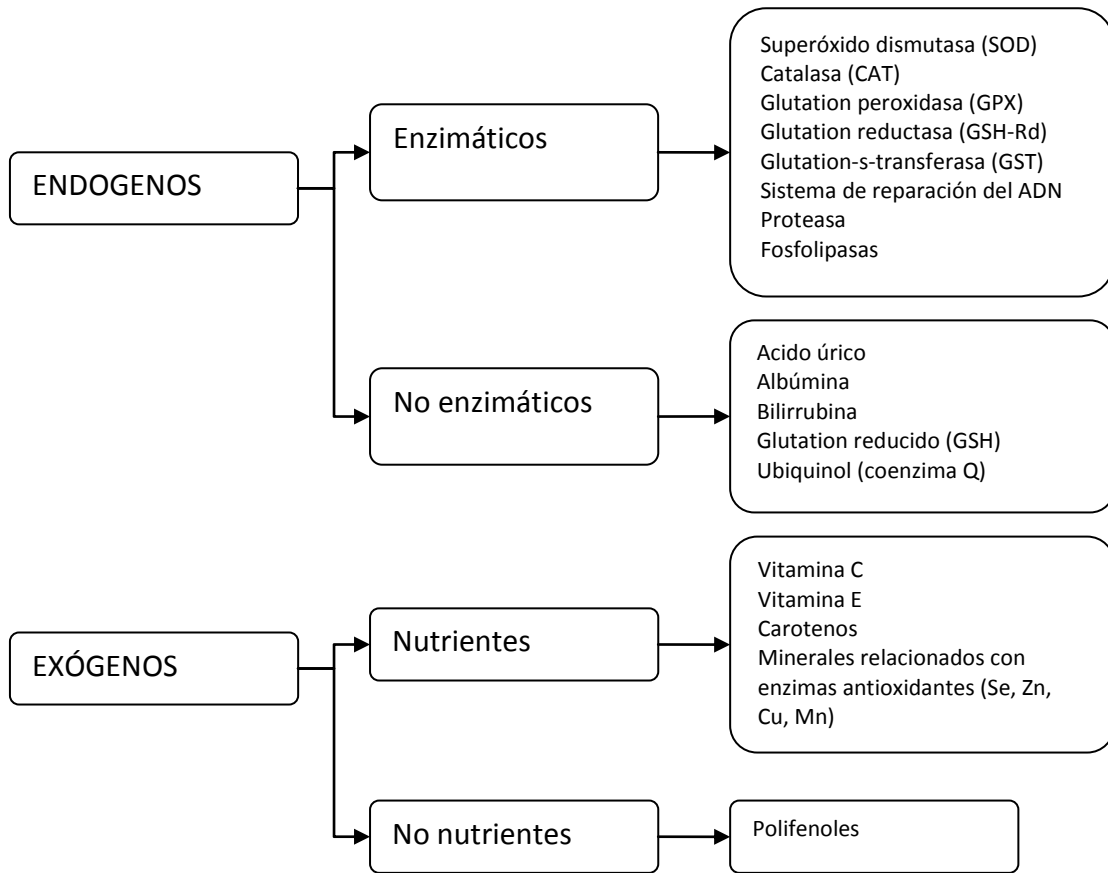 ENDOGENOS
Enzimáticos
Superóxido dismutasa (SOD)
Catalasa (CAT)
Glutation peroxidasa (GPX)
Glutation reductasa (GSH-Rd)
Glutation-s-transferasa (GST)
Sistema de reparación del ADN
Proteasa
Fosfolipasas
No enzimáticos
Acido úrico
Albúmina
Bilirrubina
Glutation reducido (GSH)
Ubiquinol (coenzima Q)
EXÓGENOS
Nutrientes
Vitamina C
Vitamina E
Carotenos
Minerales relacionados con
enzimas antioxidantes (Se, Zn,
Cu, Mn)
No nutrientes
Polifenoles